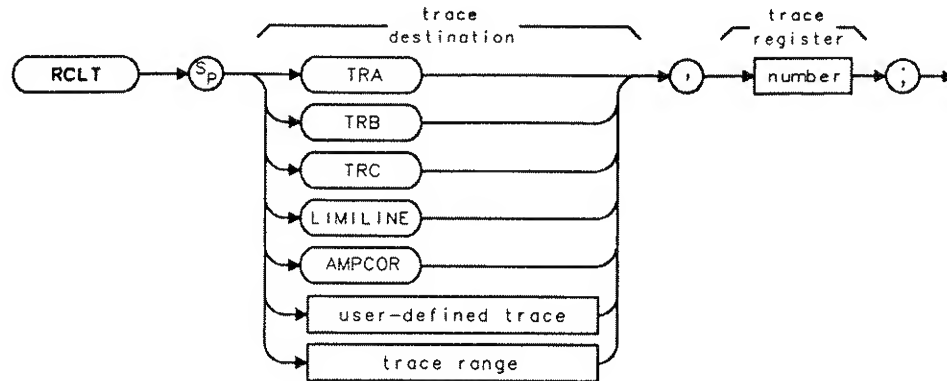 trace
destination
trace
register
RCLT
SP
TRA
,
number
;
TRB
TRC
LIMILINE
AMPCOR
user-defined trace
trace range